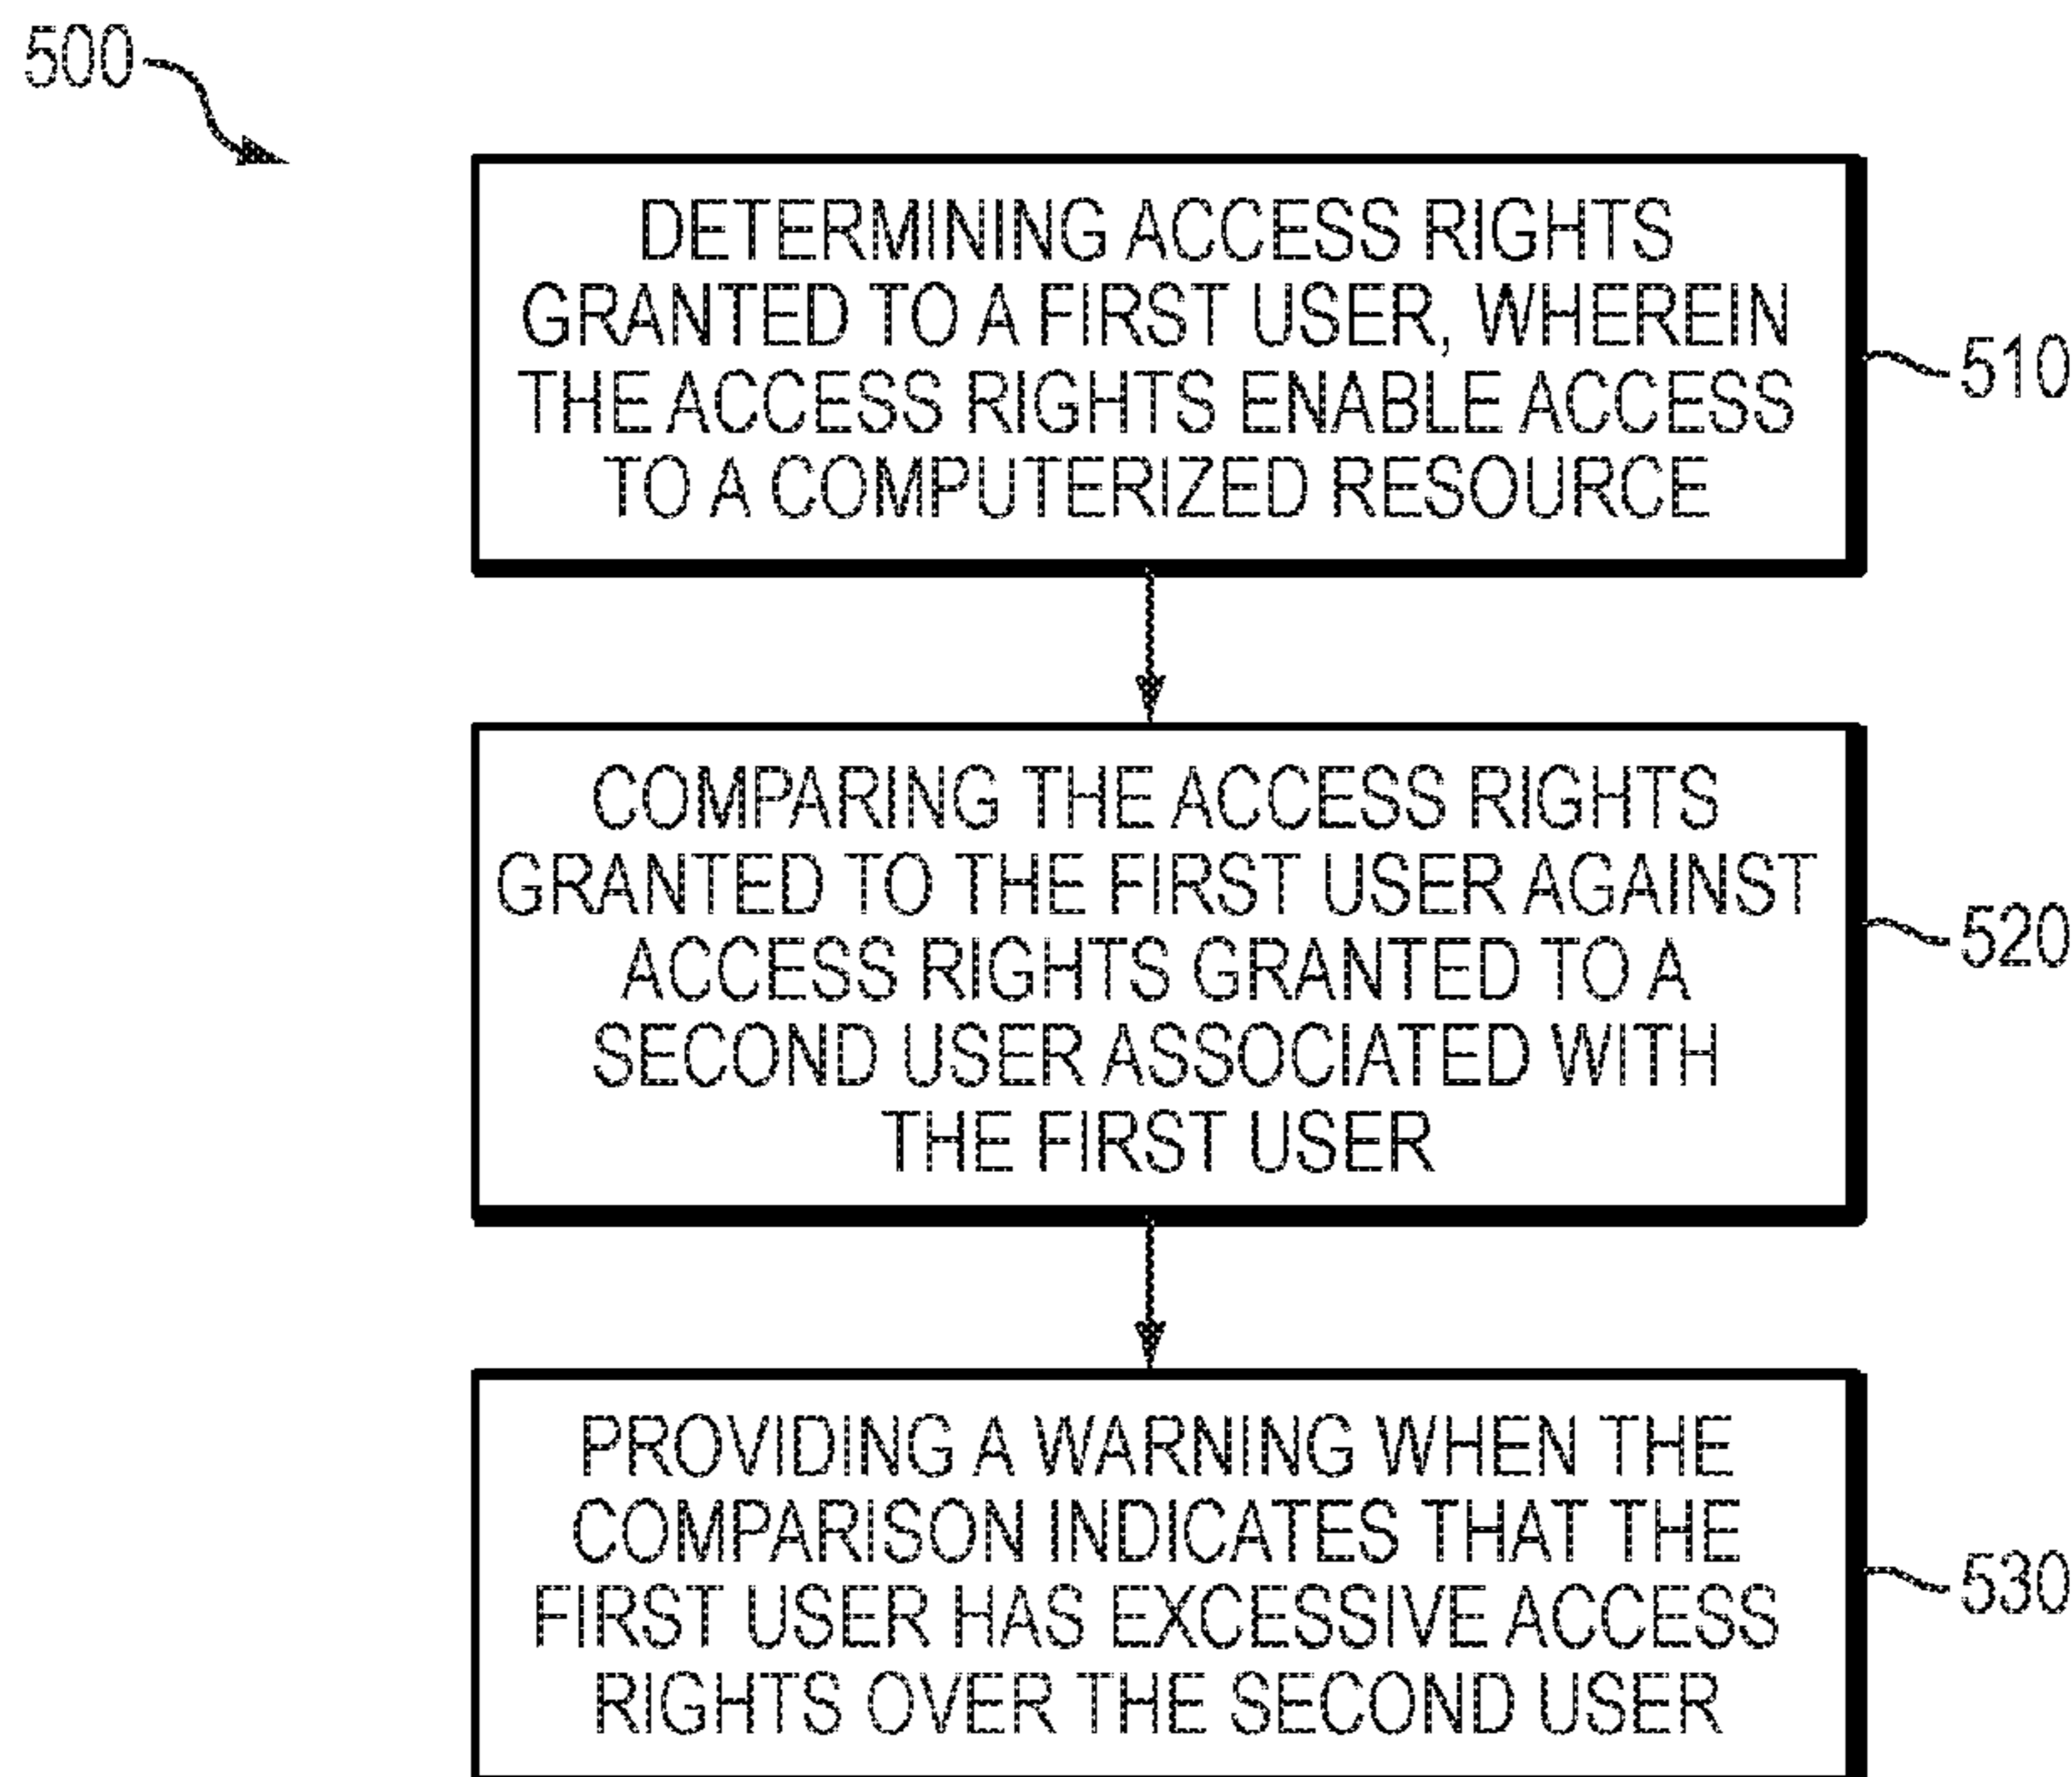 500
DETERMINING ACCESS RIGHTS
GRANTED TO A FIRST USER, WHEREIN
THE ACCESS RIGHTS ENABLE ACCESS
TO A COMPUTERIZED RESOURCE
510
COMPARING THE ACCESS RIGHTS
GRANTED TO THE FIRST USER AGAINST
ACCESS RIGHTS GRANTED TO A
SECOND USER ASSOCIATED WITH
THE FIRST USER
520
PROVIDING A WARNING WHEN THE
COMPARISON INDICATES THAT THE
FIRST USER HAS EXCESSIVE ACCESS
RIGHTS OVER THE SECOND USER
530